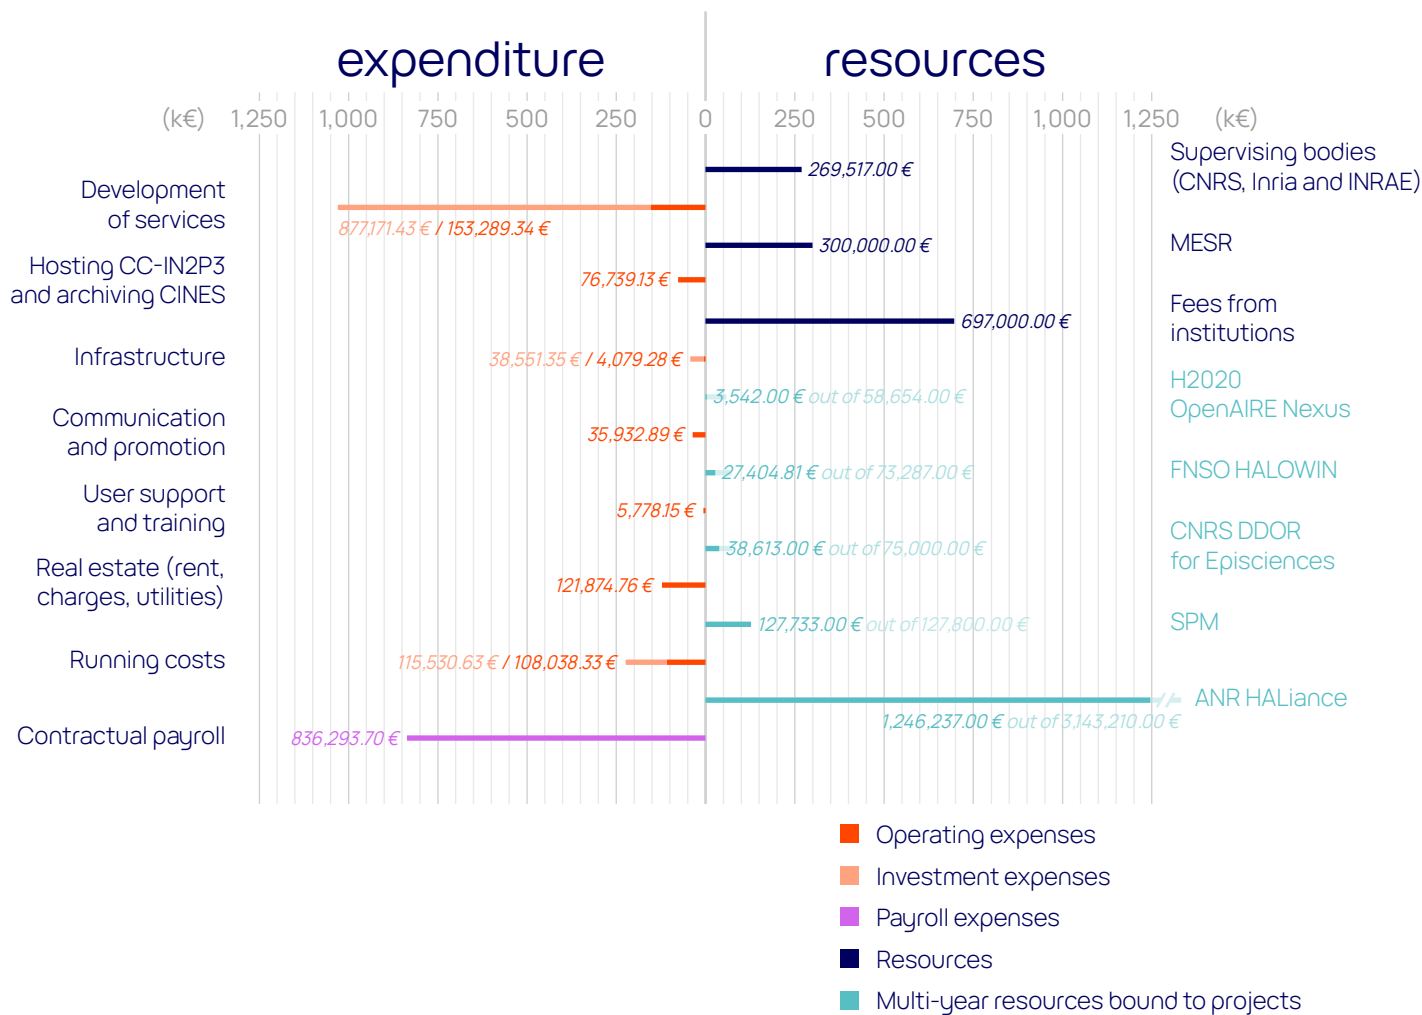 expenditure
resources
(k€) 1,250 1,000 750 500 250 0 250 500 750 1,000 1,250 (k€)
Supervising bodies
(CNRS, Inria and INRAE)
269,517.00 €
Development
of services
877,171.43 € / 153,289.34 €
MESR
300,000.00 €
Hosting CC-IN2P3
and archiving CINES
76,739.13 €
Fees from
institutions
697,000.00 €
Infrastructure
38,551.35 € / 4,079.28 €
H2020
OpenAIRE Nexus
3,542.00 € out of 58,654.00 €
Communication
and promotion
35,932.89 €
FNSO HALOWIN
27,404.81 € out of 73,287.00 €
User support
and training
5,778.15 €
CNRS DDOR
for Episciences
38,613.00 € out of 75,000.00 €
Real estate (rent,
charges, utilities)
121,874.76 €
SPM
127,733.00 € out of 127,800.00 €
Running costs
115,530.63 € / 108,038.33 €
ANR HALiance
1,246,237.00 € out of 3,143,210.00 €
Contractual payroll
836,293.70 €
Operating expenses
Investment expenses
Payroll expenses
Resources
Multi-year resources bound to projects